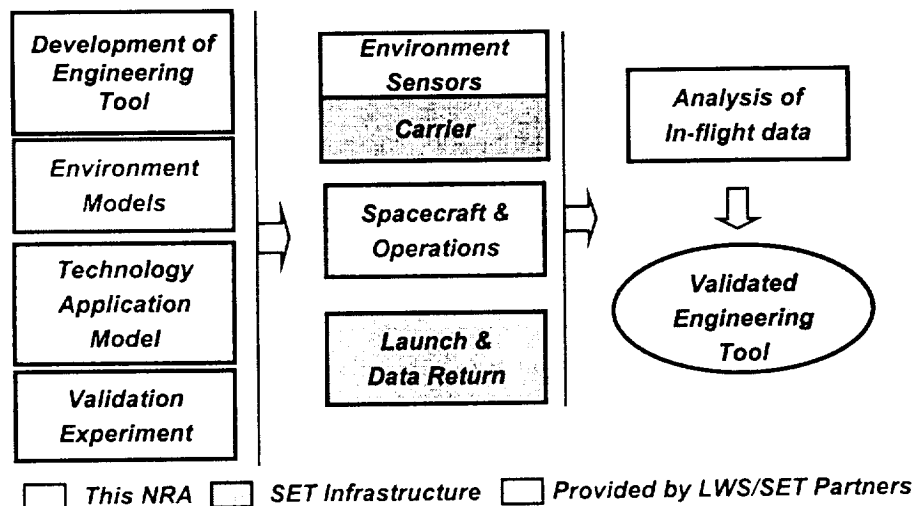 Development of
Engineering
Tool
Environment
Models
Technology
Application
Model
Validation
Experiment
Environment
Sensors
Carrier
Spacecraft &
Operations
Launch &
Data Return
Analysis of
In-flight data
Validated
Engineering
Tool
This NRA
SET Infrastructure
Provided by LWS/SET Partners